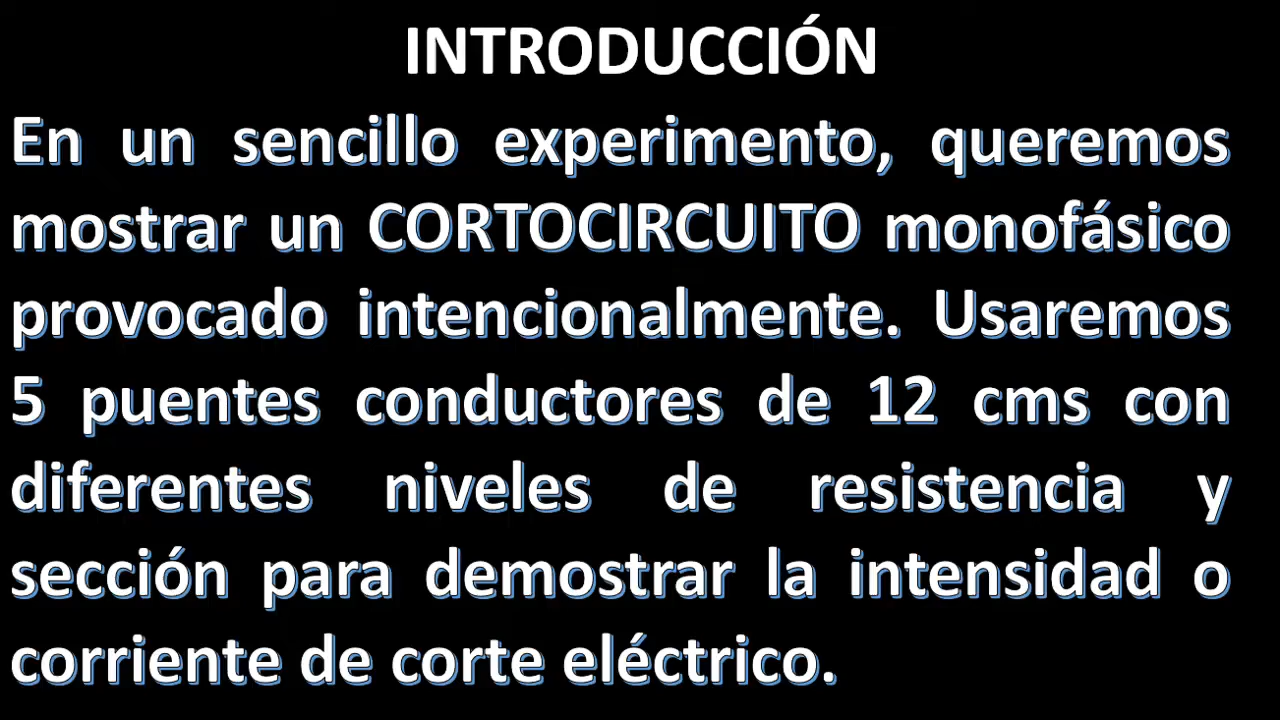 INTRODUCCIÓN
En un sencillo experimento, queremos
mostrar un CORTOCIRCUITO monofásico
provocado intencionalmente. Usaremos
5 puentes conductores de 12 cms con
diferentes niveles de resistencia y
sección para demostrar la intensidad o
corriente de corte eléctrico.